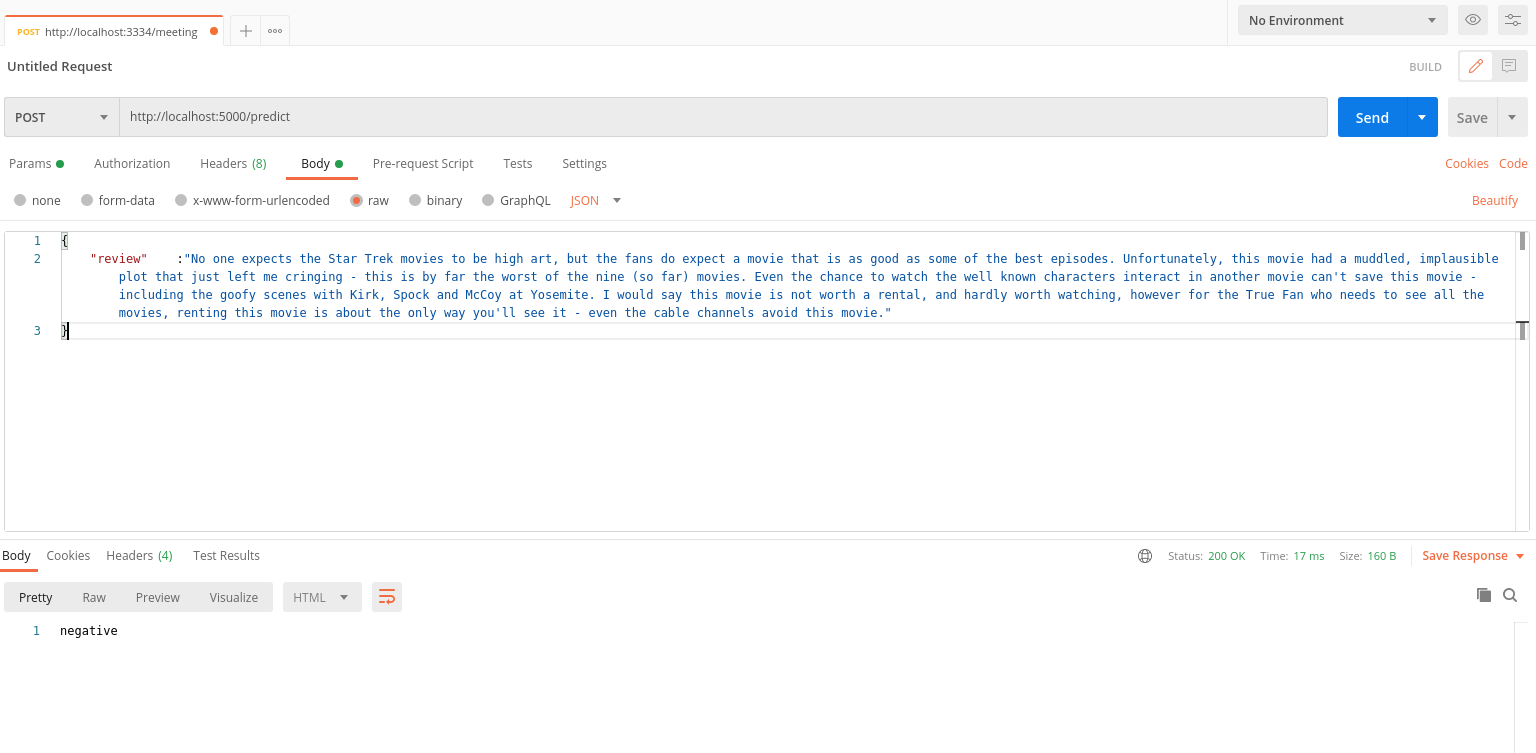 POST http://localhost:3334/meeting
No Environment
Untitled Request
BUILD
POST http://localhost:5000/predict Send Save
Params Authorization Headers (8) Body Pre-request Script Tests Settings Cookies Code
none form-data x-www-form-urlencoded raw binary GraphQL JSON Beautify
1 {
2 "review" :"No one expects the Star Trek movies to be high art, but the fans do expect a movie that is as good as some of the best episodes. Unfortunately, this movie had a muddled, implausible
plot that just left me cringing - this is by far the worst of the nine (so far) movies. Even the chance to watch the well known characters interact in another movie can't save this movie -
including the goofy scenes with Kirk, Spock and McCoy at Yosemite. I would say this movie is not worth a rental, and hardly worth watching, however for the True Fan who needs to see all the
movies, renting this movie is about the only way you'll see it - even the cable channels avoid this movie."
3 }
Body Cookies Headers (4) Test Results Status: 200 OK Time: 17 ms Size: 160 B Save Response
Pretty Raw Preview Visualize HTML
1 negative